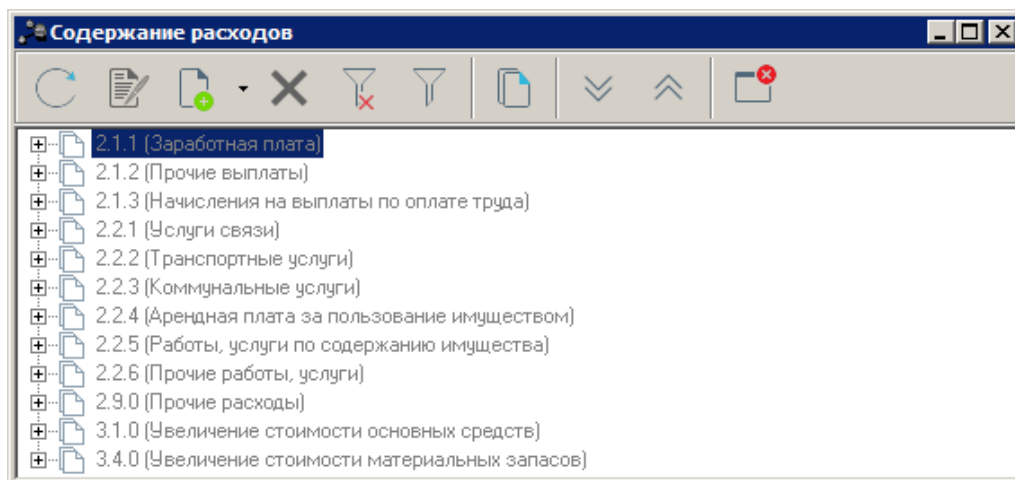 Содержание расходов
2.1.1 (Заработная плата)
2.1.2 (Прочие выплаты)
2.1.3 (Начисления на выплаты по оплате труда)
2.2.1 (Услуги связи)
2.2.2 (Транспортные услуги)
2.2.3 (Коммунальные услуги)
2.2.4 (Арендная плата за пользование имуществом)
2.2.5 (Работы, услуги по содержанию имущества)
2.2.6 (Прочие работы, услуги)
2.9.0 (Прочие расходы)
3.1.0 (Увеличение стоимости основных средств)
3.4.0 (Увеличение стоимости материальных запасов)